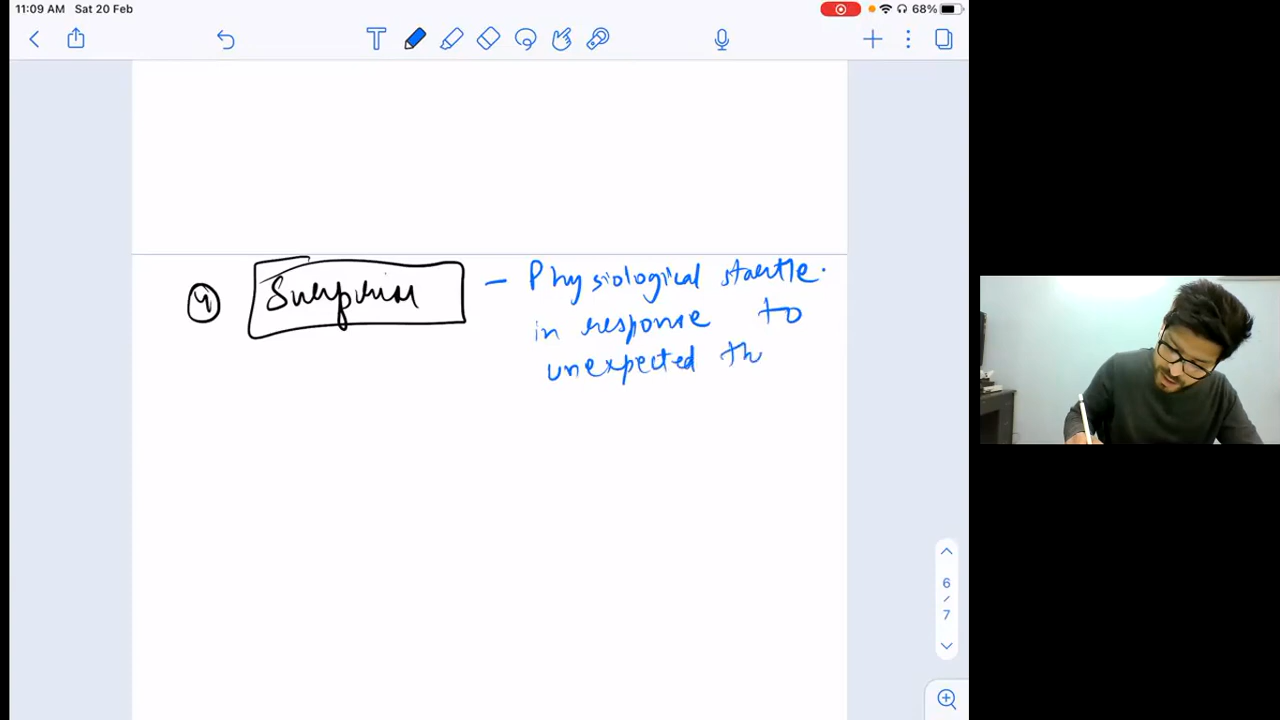 11:09 AM Sat 20 Feb
68%
T
4 Surprise – Physiological startle.
in response to
unexpected th
6
/
7